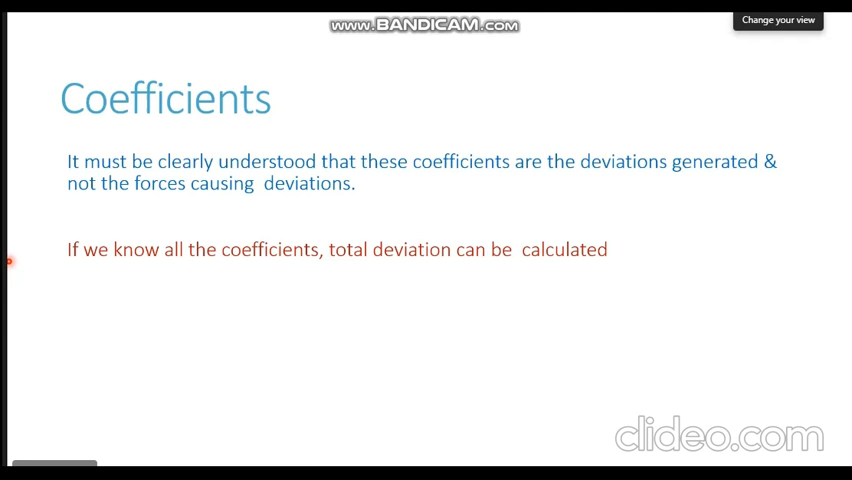 www.BANDICAM.com
Change your view
Coefficients
It must be clearly understood that these coefficients are the deviations generated &
not the forces causing  deviations.
If we know all the coefficients, total deviation can be  calculated
clideo.com